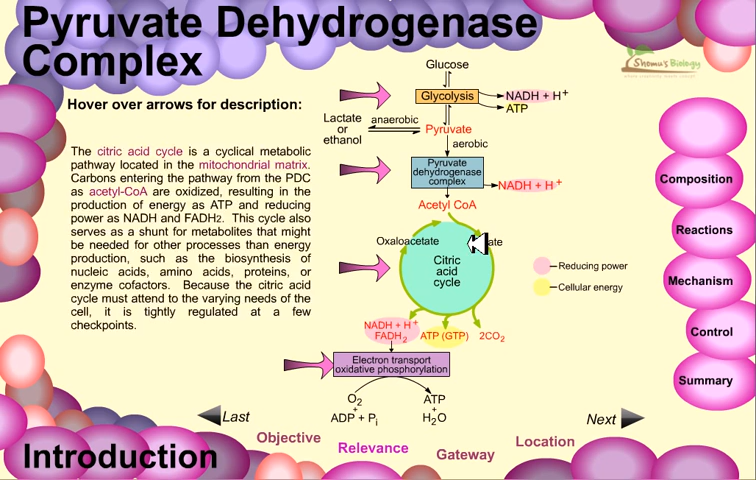 Pyruvate Dehydrogenase
Complex
Shomu's Biology
Hover over arrows for description:
The citric acid cycle is a cyclical metabolic
pathway located in the mitochondrial matrix.
Carbons entering the pathway from the PDC
as acetyl-CoA are oxidized, resulting in the
production of energy as ATP and reducing
power as NADH and FADH2. This cycle also
serves as a shunt for metabolites that might
be needed for other processes than energy
production, such as the biosynthesis of
nucleic acids, amino acids, proteins, or
enzyme cofactors. Because the citric acid
cycle must attend to the varying needs of the
cell, it is tightly regulated at a few
checkpoints.
Glucose
Glycolysis
NADH + H+
ATP
Lactate
or
ethanol
anaerobic
Pyruvate
aerobic
Pyruvate
dehydrogenase
complex
NADH + H+
Acetyl CoA
Oxaloacetate
ate
Citric
acid
cycle
Reducing power
Cellular energy
NADH + H+
FADH2
ATP (GTP)
2CO2
Electron transport
oxidative phosphorylation
O2
+
ADP + Pi
ATP
+
H2O
Composition
Reactions
Mechanism
Control
Summary
Last
Next
Introduction
Objective
Relevance
Gateway
Location